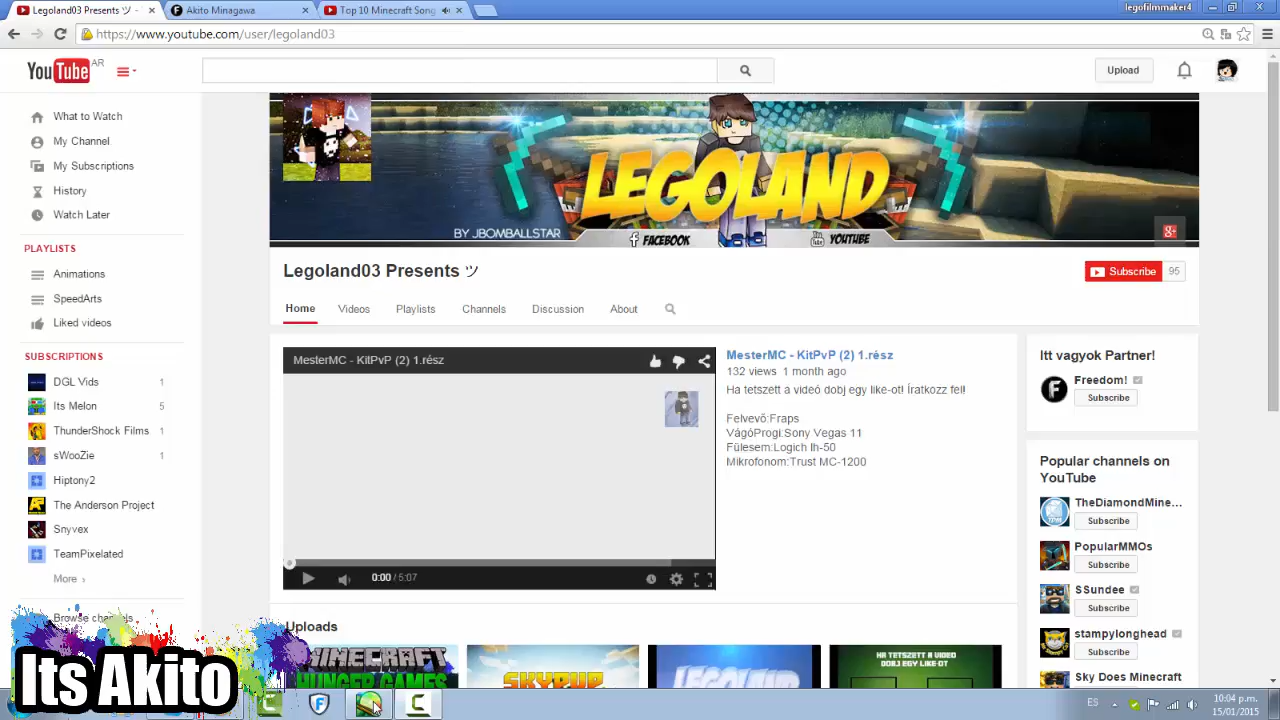 Legoland03 Presents ツ -
Akito Minagawa
Top 10 Minecraft Song
legofilmmaker4
https://www.youtube.com/user/legoland03
YouTube AR
Upload
What to Watch
My Channel
My Subscriptions
History
Watch Later
PLAYLISTS
Animations
SpeedArts
Liked videos
SUBSCRIPTIONS
DGL Vids 1
Its Melon 5
ThunderShock Films 1
sWooZie 1
Hiptony2
The Anderson Project
Snyvex
TeamPixelated
More ›
Browse channels
Its Akito
LEGOLAND
BY JBOMBALLSTAR
FACEBOOK
YOUTUBE
Legoland03 Presents ツ
Subscribe 95
Home Videos Playlists Channels Discussion About
MesterMC - KitPvP (2) 1.rész
0:00 / 5:07
MesterMC - KitPvP (2) 1.rész
132 views 1 month ago
Ha tetszett a videó dobj egy like-ot! Íratkozz fel!
Felvevő:Fraps
VágóProgi:Sony Vegas 11
Fülesem:Logich lh-50
Mikrofonom:Trust MC-1200
Uploads
MINECRAFT
HUNGER GAMES
SKYPVP
LEGOLAND
HA TETSZETT A VIDEO
DOBJ EGY LIKE-OT
Itt vagyok Partner!
Freedom!
Subscribe
Popular channels on
YouTube
TheDiamondMine...
Subscribe
PopularMMOs
Subscribe
SSundee
Subscribe
stampylonghead
Subscribe
Sky Does Minecraft
ES
10:04 p.m.
15/01/2015